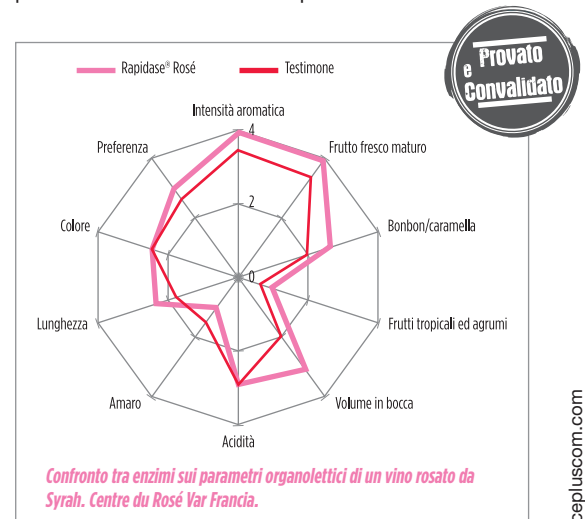 Provato
e
Convalidato
Rapidase® Rosé
Testimone
Intensità aromatica
4
Preferenza
Frutto fresco maturo
2
Colore
Bonbon/caramella
0
Lunghezza
Frutti tropicali ed agrumi
Amaro
Volume in bocca
Acidità
Confronto tra enzimi sui parametri organolettici di un vino rosato da
Syrah. Centre du Rosé Var Francia.